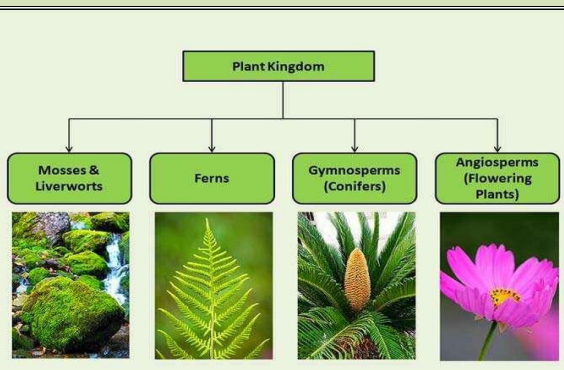 Plant Kingdom
Mosses &
Liverworts
Ferns
Gymnosperms
(Conifers)
Angiosperms
(Flowering
Plants)